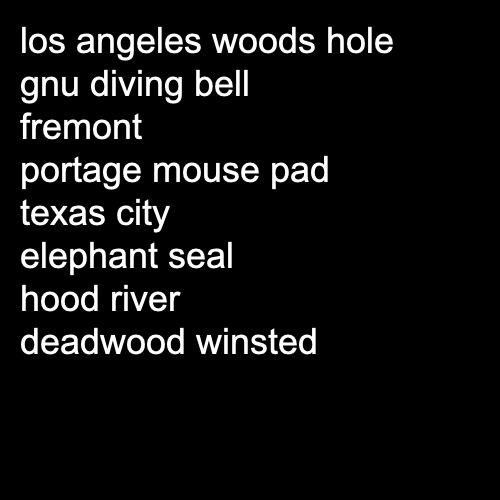 los angeles woods hole
gnu diving bell
fremont
portage mouse pad
texas city
elephant seal
hood river
deadwood winsted